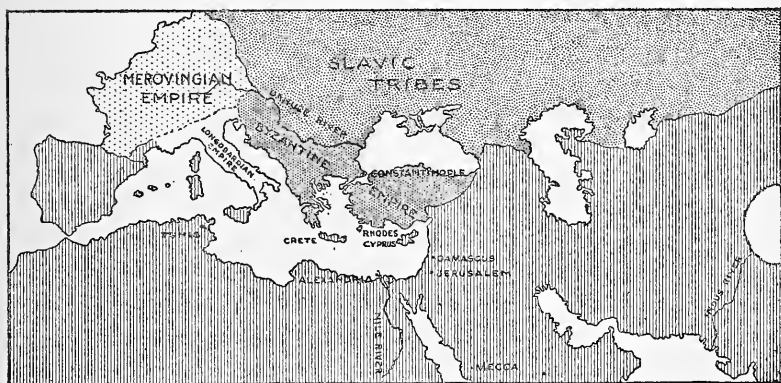 SLAVIC
TRIBES
MEROVINGIAN
EMPIRE
DANUBE RIVER
BYZANTINE
EMPIRE
LONGOBARDIAN
EMPIRE
CONSTANTINOPLE
TUNIS
CRETE
RHODES
CYPRUS
DAMASCUS
JERUSALEM
ALEXANDRIA
NILE RIVER
MECCA
INDUS RIVER